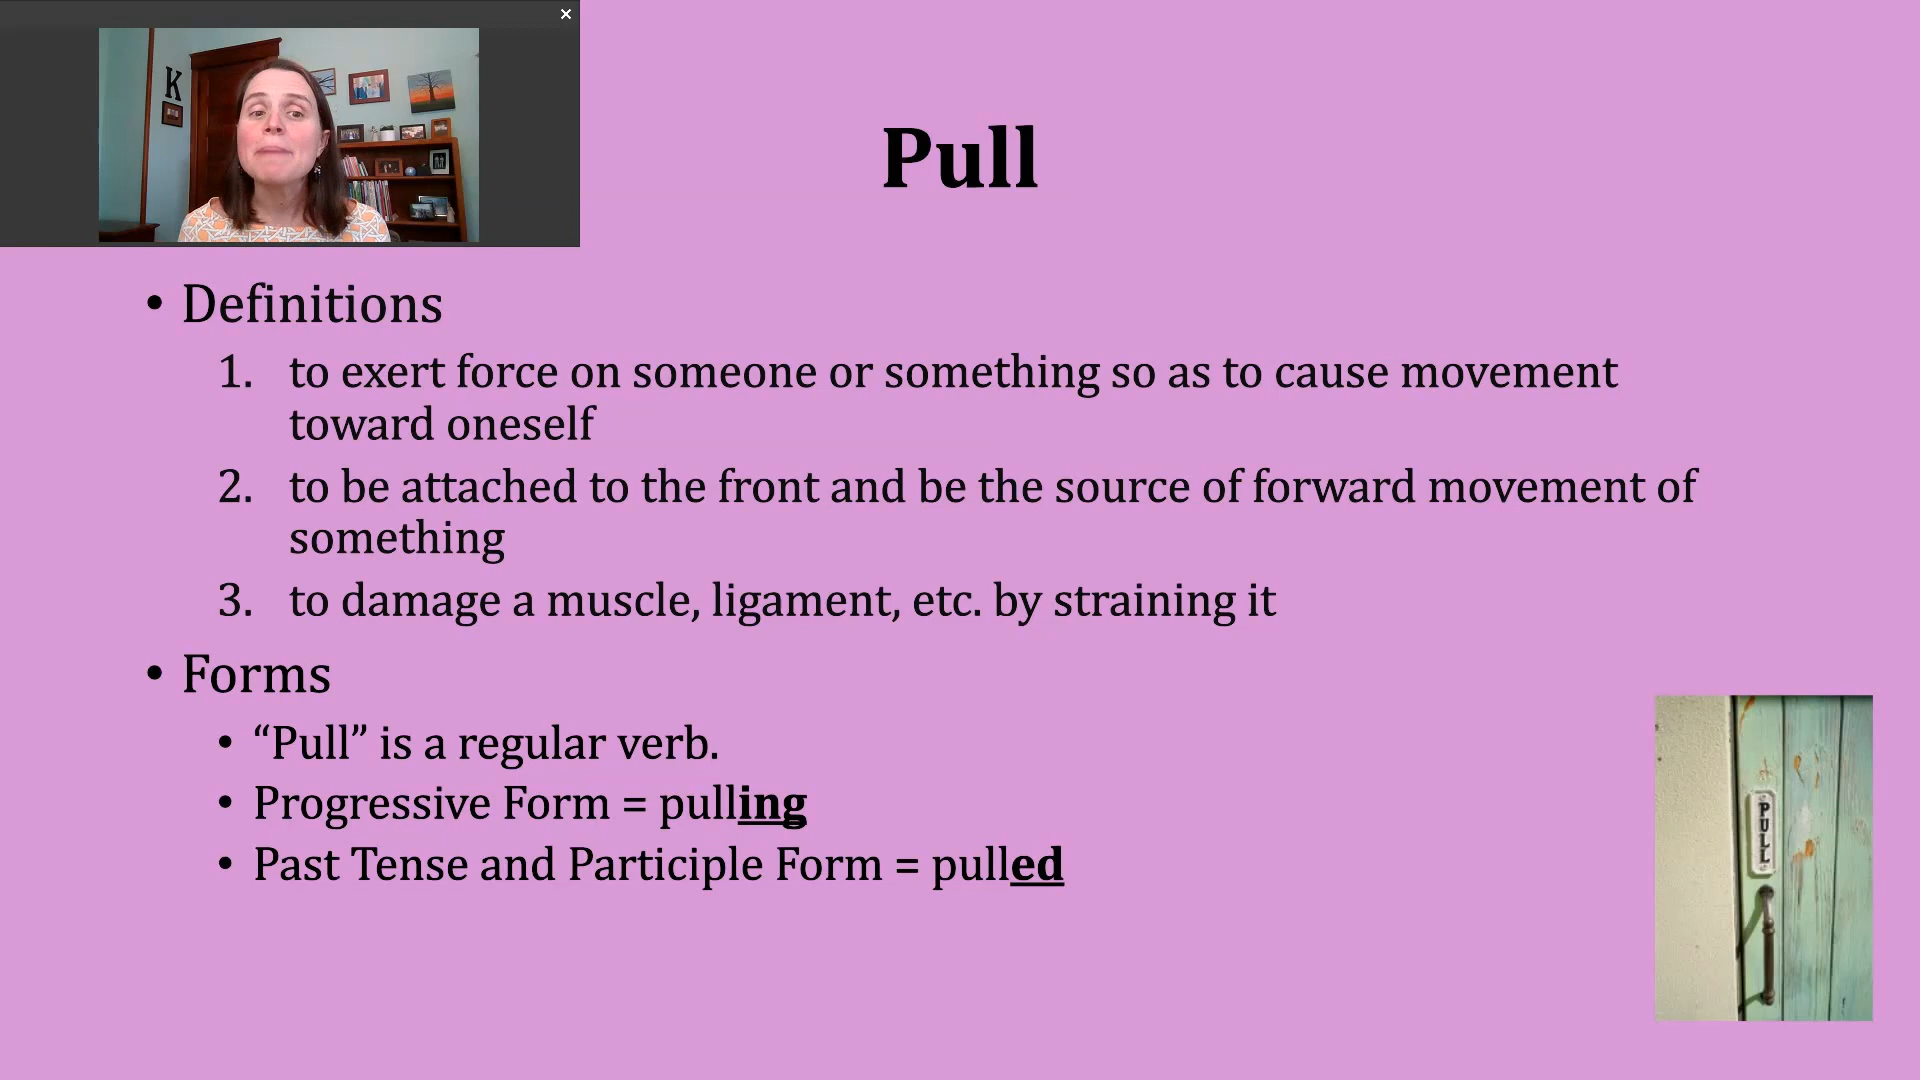 K
Pull
• Definitions
1. to exert force on someone or something so as to cause movement
toward oneself
2. to be attached to the front and be the source of forward movement of
something
3. to damage a muscle, ligament, etc. by straining it
• Forms
• “Pull” is a regular verb.
• Progressive Form = pulling
• Past Tense and Participle Form = pulled
PULL